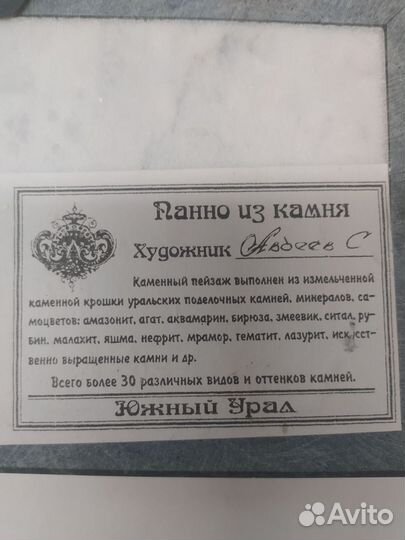 Панно из камня
Художник Авдеев С
Каменный пейзаж выполнен из измельченной
каменной крошки уральских поделочных камней, минералов, са-
моцветов: амазонит, агат, аквамарин, бирюза, змеевик, ситал, ру-
бин, малахит, яшма, нефрит, мрамор, гематит, лазурит, искусст-
венно выращенные камни и др.
Всего более 30 различных видов и оттенков камней.
Южный Урал
Avito